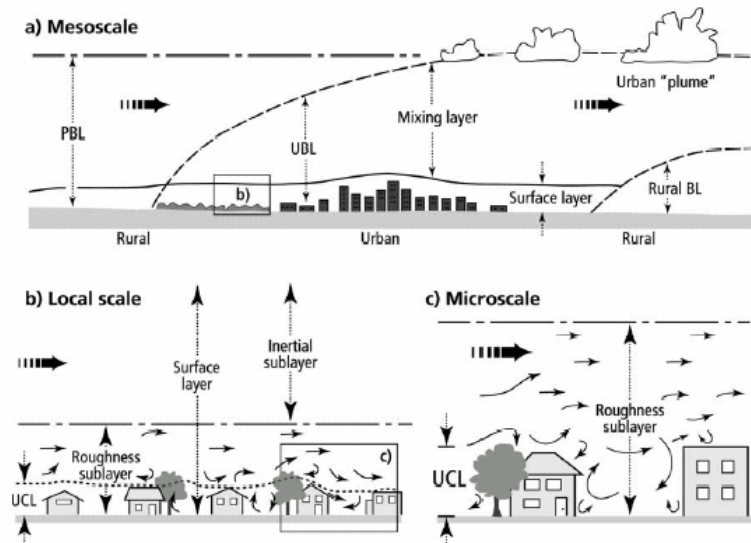 a) Mesoscale
Urban "plume"
PBL
Mixing layer
UBL
b)
Surface layer
Rural BL
Rural
Urban
Rural
b) Local scale
Inertial
sublayer
Surface
layer
Roughness
sublayer
c)
UCL
c) Microscale
Roughness
sublayer
UCL